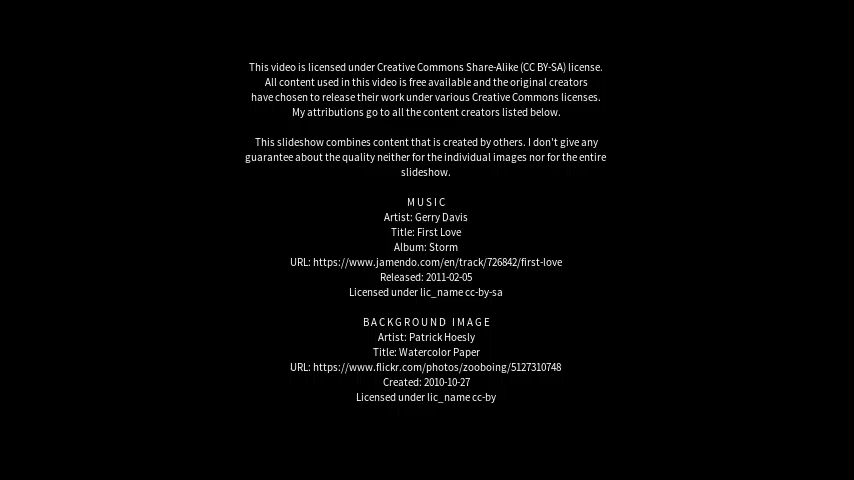 This video is licensed under Creative Commons Share-Alike (CC BY-SA) license.
All content used in this video is free available and the original creators
have chosen to release their work under various Creative Commons licenses.
My attributions go to all the content creators listed below.
This slideshow combines content that is created by others. I don't give any
guarantee about the quality neither for the individual images nor for the entire
slideshow.
MUSIC
Artist: Gerry Davis
Title: First Love
Album: Storm
URL: https://www.jamendo.com/en/track/726842/first-love
Released: 2011-02-05
Licensed under lic_name cc-by-sa
BACKGROUND IMAGE
Artist: Patrick Hoesly
Title: Watercolor Paper
URL: https://www.flickr.com/photos/zooboing/5127310748
Created: 2010-10-27
Licensed under lic_name cc-by